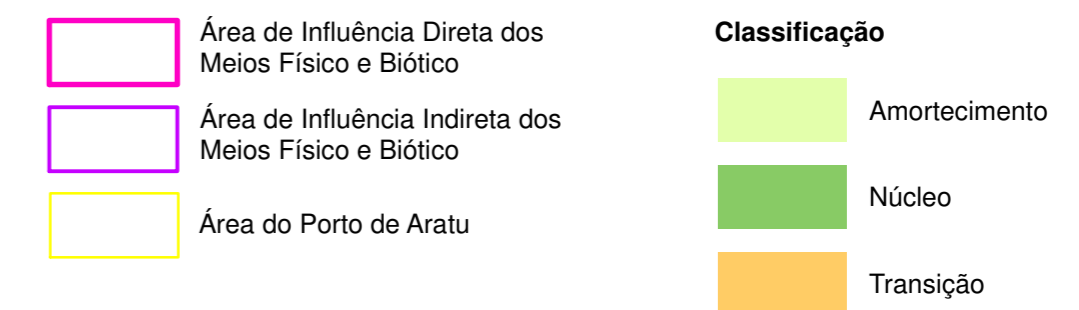 Área de Influência Direta dos
Meios Físico e Biótico
Área de Influência Indireta dos
Meios Físico e Biótico
Área do Porto de Aratu
Classificação
Amortecimento
Núcleo
Transição